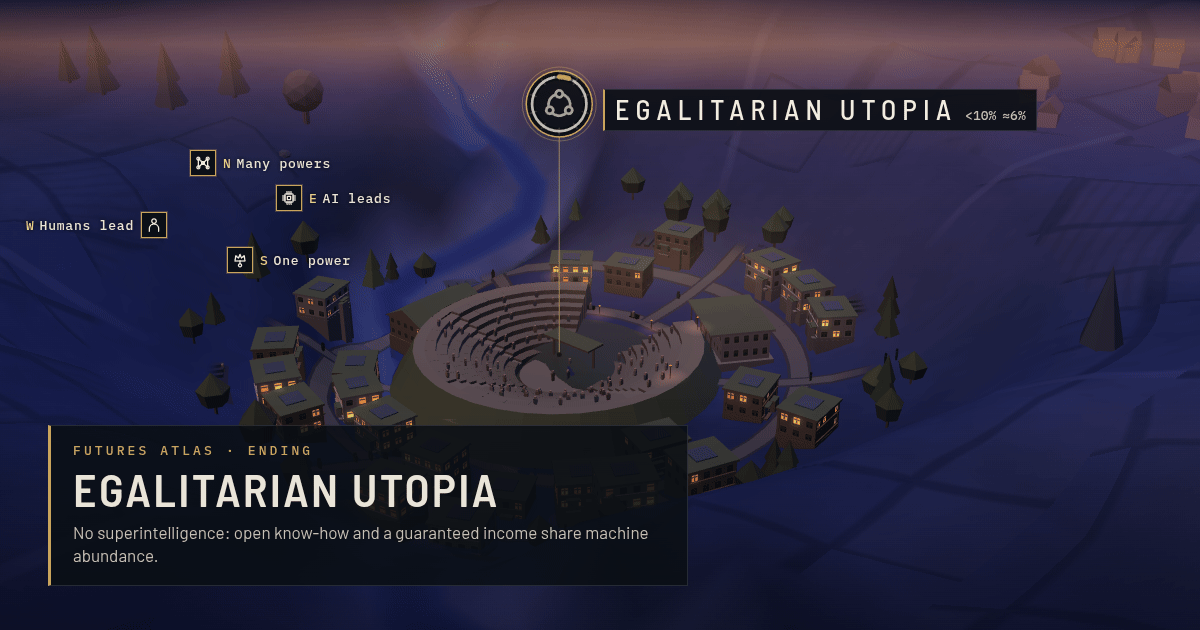 EGALITARIAN UTOPIA <10% ≈6%
N Many powers
E AI leads
W Humans lead
S One power
FUTURES ATLAS · ENDING
EGALITARIAN UTOPIA
No superintelligence: open know-how and a guaranteed income share machine
abundance.